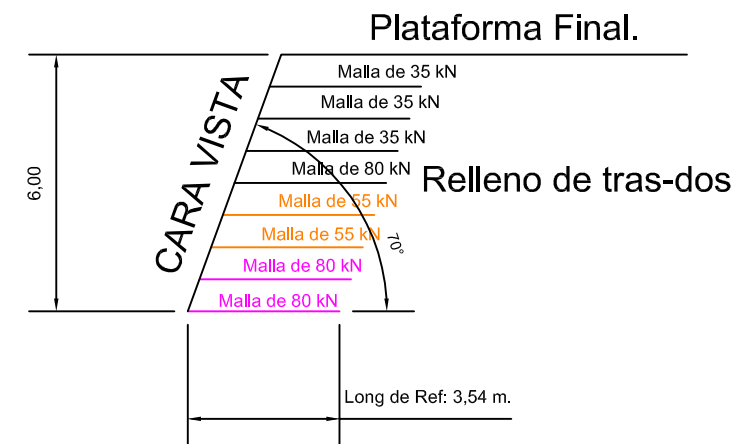 Plataforma Final.
Malla de 35 kN
Malla de 35 kN
Malla de 35 kN
Malla de 80 kN
Malla de 55 kN
Malla de 55 kN
Malla de 80 kN
Malla de 80 kN
CARA VISTA
6,00
Relleno de tras-dos
70°
Long de Ref: 3,54 m.